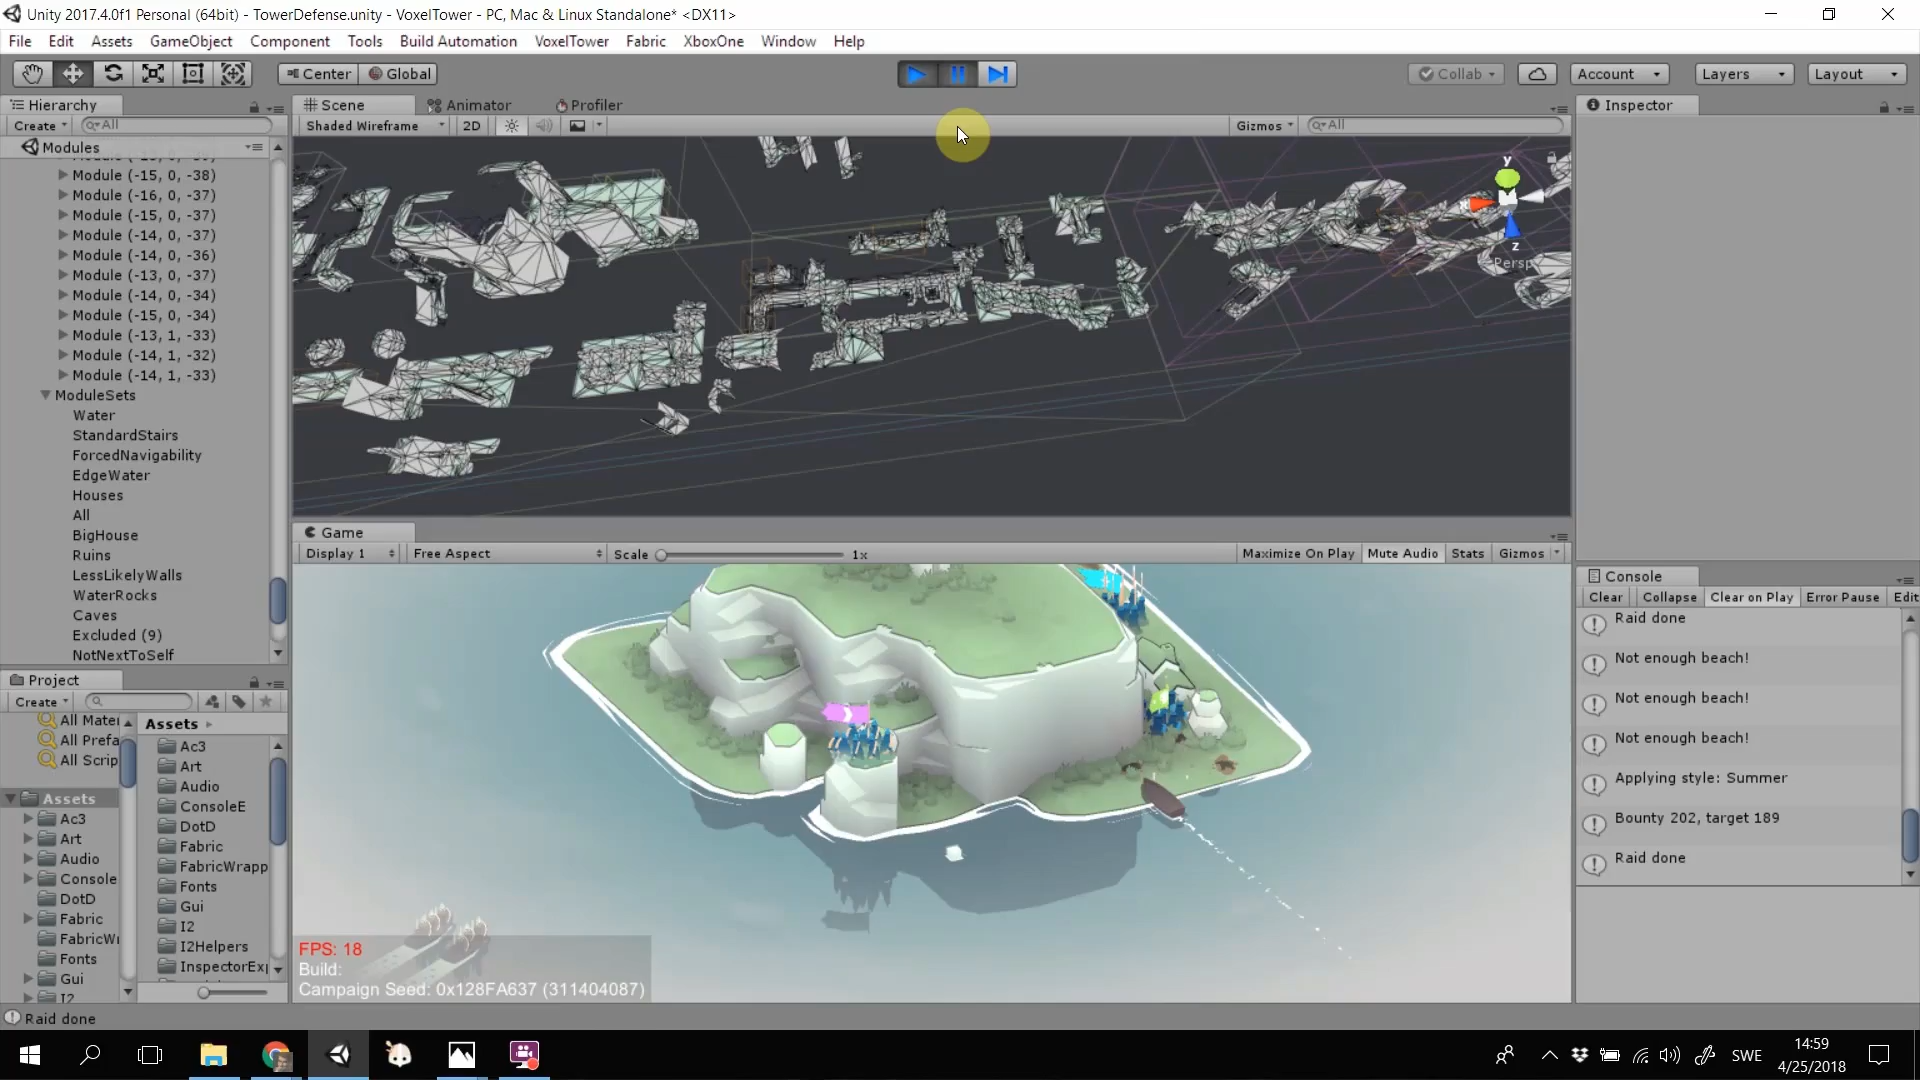 Unity 2017.4.0f1 Personal (64bit) - TowerDefense.unity - VoxelTower - PC, Mac & Linux Standalone* <DX11>
File Edit Assets GameObject Component Tools Build Automation VoxelTower Fabric XboxOne Window Help
Center Global Collab Account Layers Layout
Hierarchy
Create All
Modules
Module (-15, 0, -38)
Module (-16, 0, -37)
Module (-15, 0, -37)
Module (-14, 0, -37)
Module (-14, 0, -36)
Module (-13, 0, -37)
Module (-14, 0, -34)
Module (-15, 0, -34)
Module (-13, 1, -33)
Module (-14, 1, -32)
Module (-14, 1, -33)
ModuleSets
Water
StandardStairs
ForcedNavigability
EdgeWater
Houses
All
BigHouse
Ruins
LessLikelyWalls
WaterRocks
Caves
Excluded (9)
NotNextToSelf
Scene Animator Profiler
Shaded Wireframe 2D Gizmos All
y
x
z
Persp
Game
Display 1 Free Aspect Scale 1x Maximize On Play Mute Audio Stats Gizmos
FPS: 18
Build:
Campaign Seed: 0x128FA637 (311404087)
Inspector
Console
Clear Collapse Clear on Play Error Pause Edit
Raid done
Not enough beach!
Not enough beach!
Not enough beach!
Applying style: Summer
Bounty 202, target 189
Raid done
Project
Create
All Mater
All Prefa
All Scrip
Assets
Ac3
Art
Audio
Console
DotD
Fabric
FabricWr
Fonts
Gui
I2
Assets
Ac3
Art
Audio
ConsoleE
DotD
Fabric
FabricWrapp
Fonts
Gui
I2
I2Helpers
InspectorExp
Raid done
SWE
14:59
4/25/2018